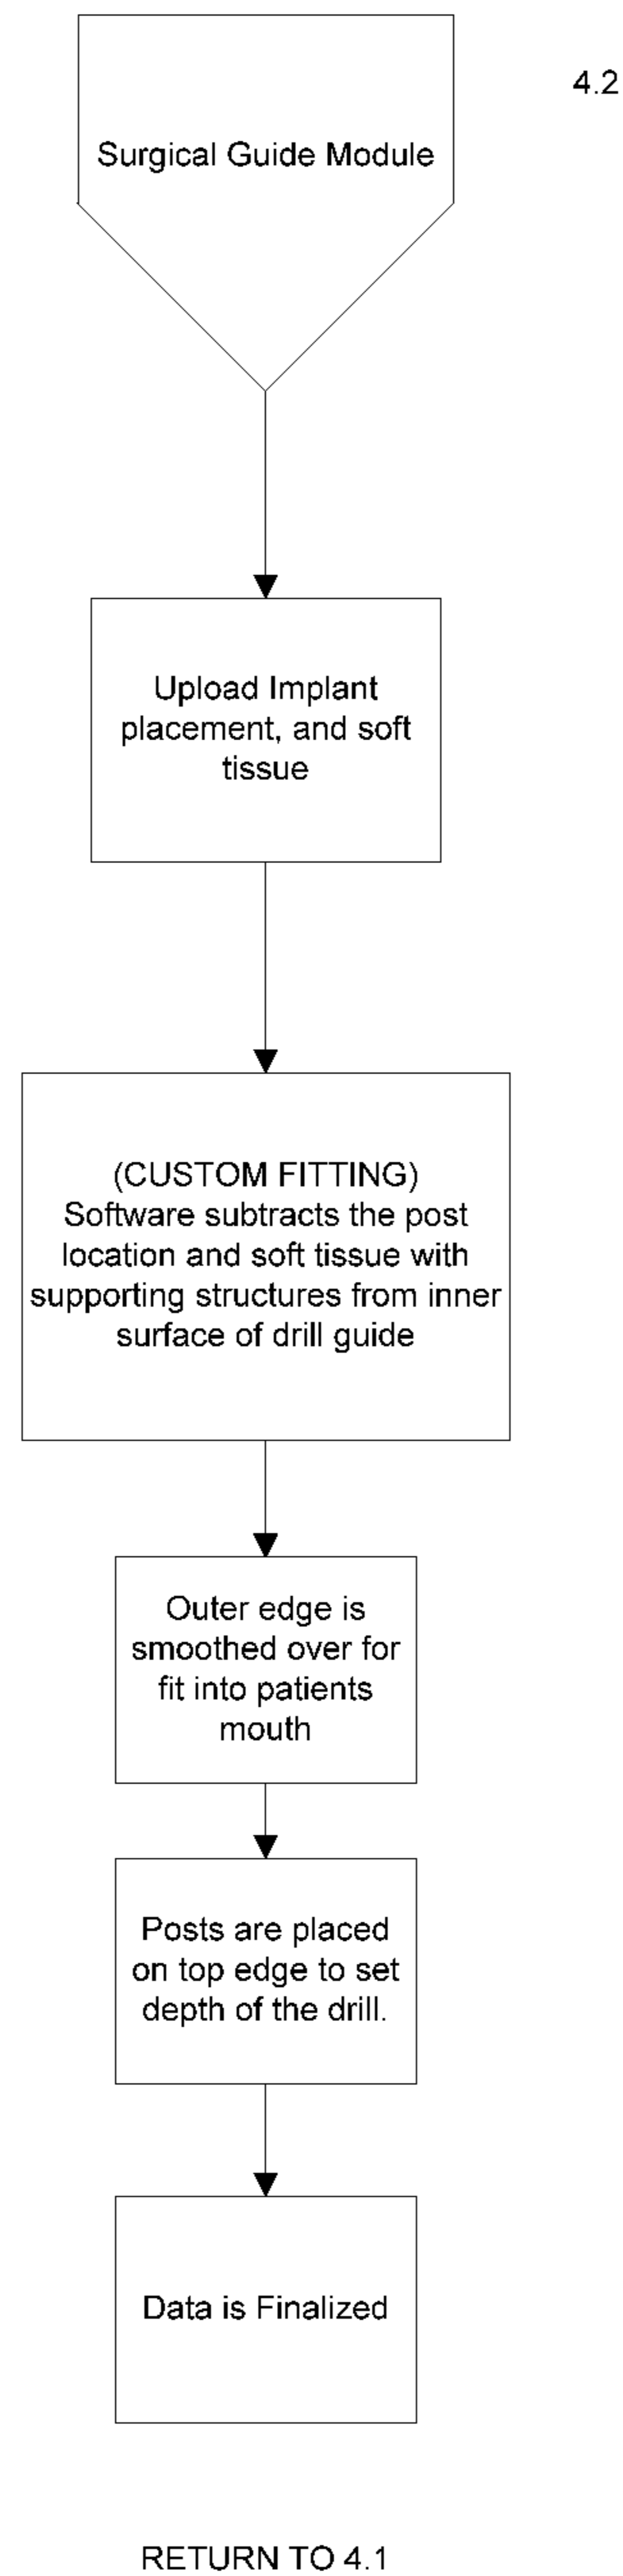 4.2
Surgical Guide Module
Upload Implant
placement, and soft
tissue
(CUSTOM FITTING)
Software subtracts the post
location and soft tissue with
supporting structures from inner
surface of drill guide
Outer edge is
smoothed over for
fit into patients
mouth
Posts are placed
on top edge to set
depth of the drill.
Data is Finalized
RETURN TO 4.1